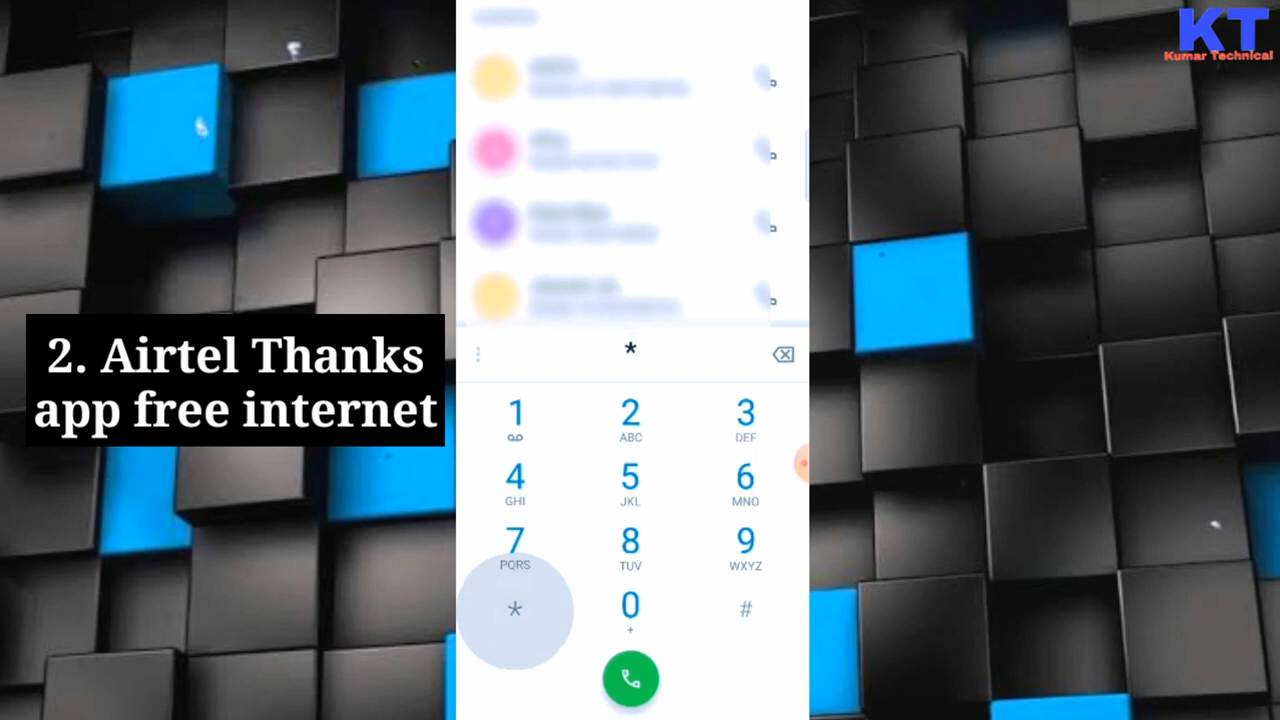 KT
Kumar Technical
2. Airtel Thanks
app free internet
*
1
2
ABC
3
DEF
4
GHI
5
JKL
6
MNO
7
PQRS
8
TUV
9
WXYZ
*
0
+
#